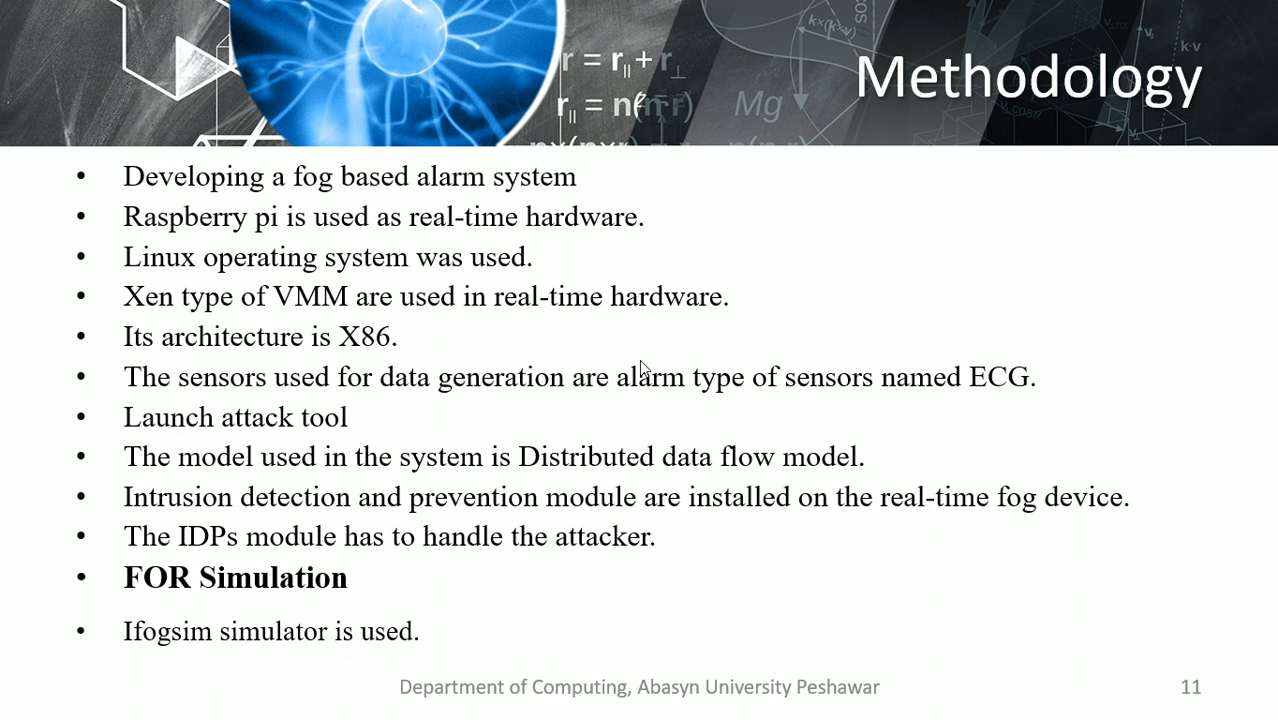 Methodology
r = r|| + r⊥
r|| = n(
Mg
k×(k×v)
cos
k·v
• Developing a fog based alarm system
• Raspberry pi is used as real-time hardware.
• Linux operating system was used.
• Xen type of VMM are used in real-time hardware.
• Its architecture is X86.
• The sensors used for data generation are alarm type of sensors named ECG.
• Launch attack tool
• The model used in the system is Distributed data flow model.
• Intrusion detection and prevention module are installed on the real-time fog device.
• The IDPs module has to handle the attacker.
• FOR Simulation
• Ifogsim simulator is used.
Department of Computing, Abasyn University Peshawar
11